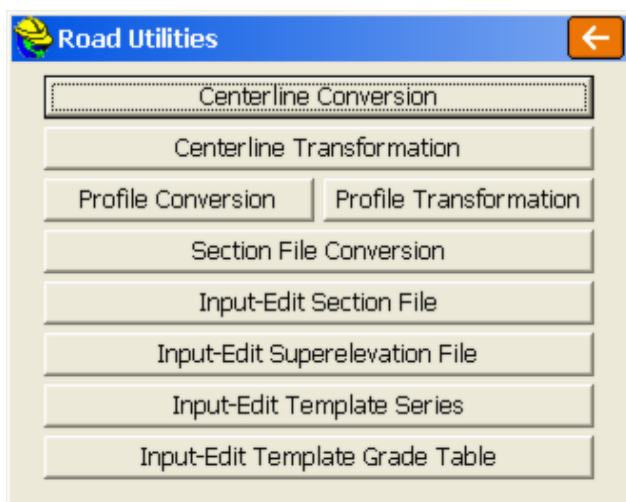 Road Utilities
Centerline Conversion
Centerline Transformation
Profile Conversion Profile Transformation
Section File Conversion
Input-Edit Section File
Input-Edit Superelevation File
Input-Edit Template Series
Input-Edit Template Grade Table